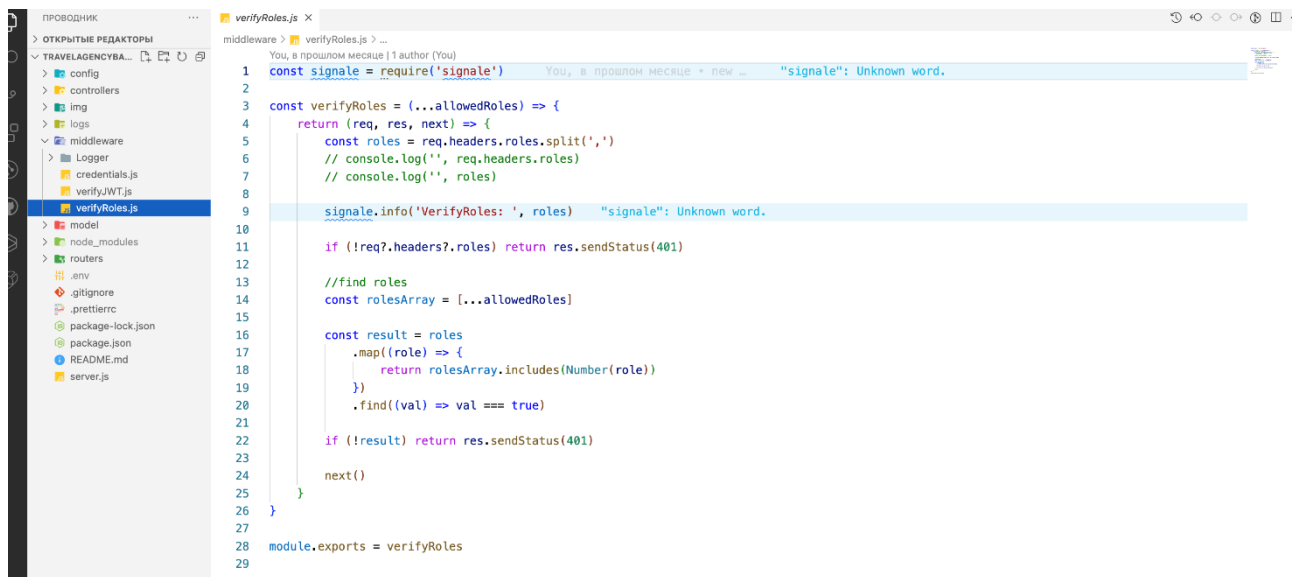 ПРОВОДНИК
···
verifyRoles.js
ОТКРЫТЫЕ РЕДАКТОРЫ
TRAVELAGENCYBA...
config
controllers
img
logs
middleware
Logger
credentials.js
verifyJWT.js
verifyRoles.js
model
node_modules
routers
.env
.gitignore
.prettierrc
package-lock.json
package.json
README.md
server.js
middleware > verifyRoles.js > ...
You, в прошлом месяце | 1 author (You)
1 const signale = require('signale') You, в прошлом месяце • new … "signale": Unknown word.
2
3 const verifyRoles = (...allowedRoles) => {
4 return (req, res, next) => {
5 const roles = req.headers.roles.split(',')
6 // console.log('', req.headers.roles)
7 // console.log('', roles)
8
9 signale.info('VerifyRoles: ', roles) "signale": Unknown word.
10
11 if (!req?.headers?.roles) return res.sendStatus(401)
12
13 //find roles
14 const rolesArray = [...allowedRoles]
15
16 const result = roles
17 .map((role) => {
18 return rolesArray.includes(Number(role))
19 })
20 .find((val) => val === true)
21
22 if (!result) return res.sendStatus(401)
23
24 next()
25 }
26 }
27
28 module.exports = verifyRoles
29